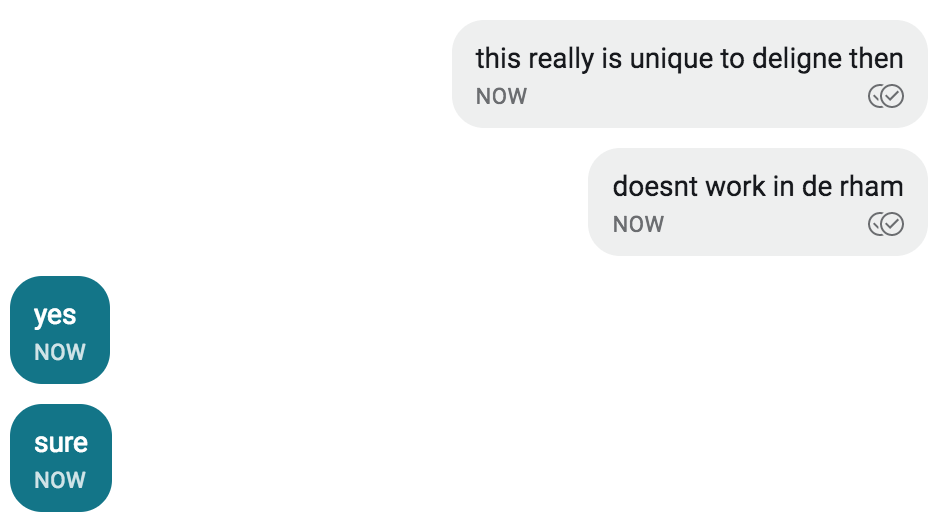 this really is unique to deligne then
NOW
doesnt work in de rham
NOW
yes
NOW
sure
NOW